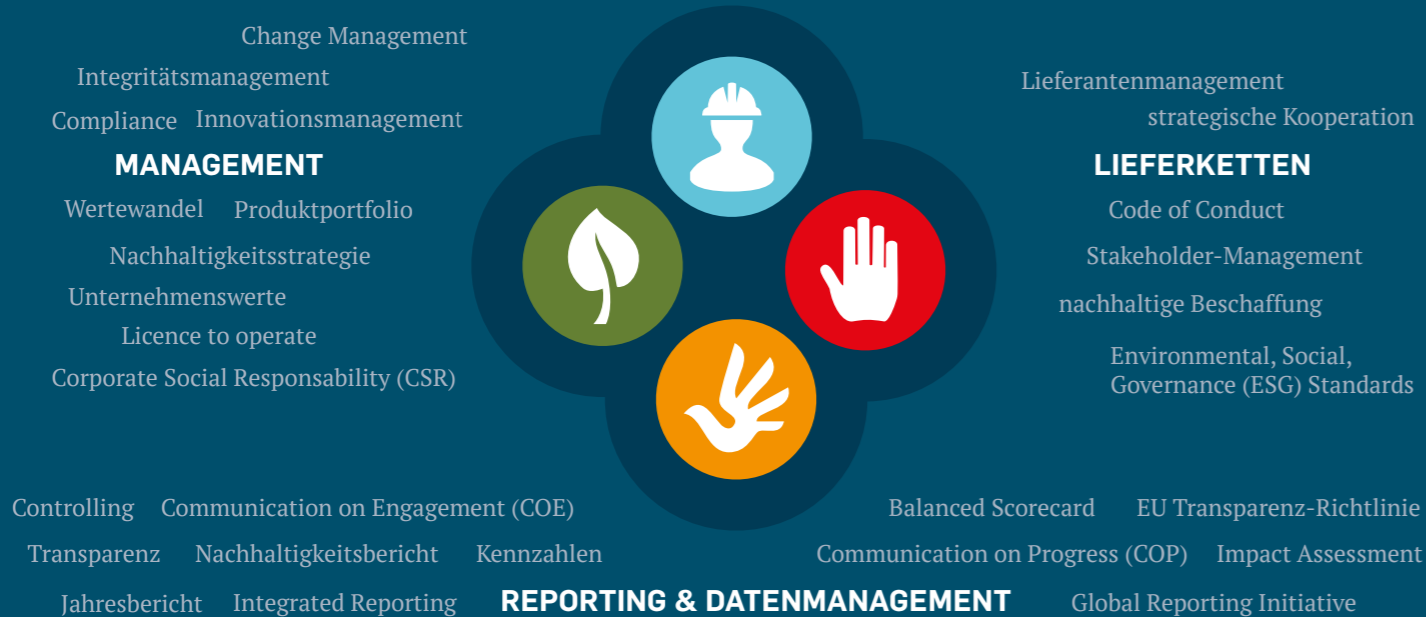 Change Management
Integritätsmanagement
Compliance Innovationsmanagement
MANAGEMENT
Wertewandel Produktportfolio
Nachhaltigkeitsstrategie
Unternehmenswerte
Licence to operate
Corporate Social Responsability (CSR)
Lieferantenmanagement
strategische Kooperation
LIEFERKETTEN
Code of Conduct
Stakeholder-Management
nachhaltige Beschaffung
Environmental, Social,
Governance (ESG) Standards
Controlling Communication on Engagement (COE)
Balanced Scorecard EU Transparenz-Richtlinie
Transparenz Nachhaltigkeitsbericht Kennzahlen
Communication on Progress (COP) Impact Assessment
Jahresbericht Integrated Reporting REPORTING & DATENMANAGEMENT Global Reporting Initiative